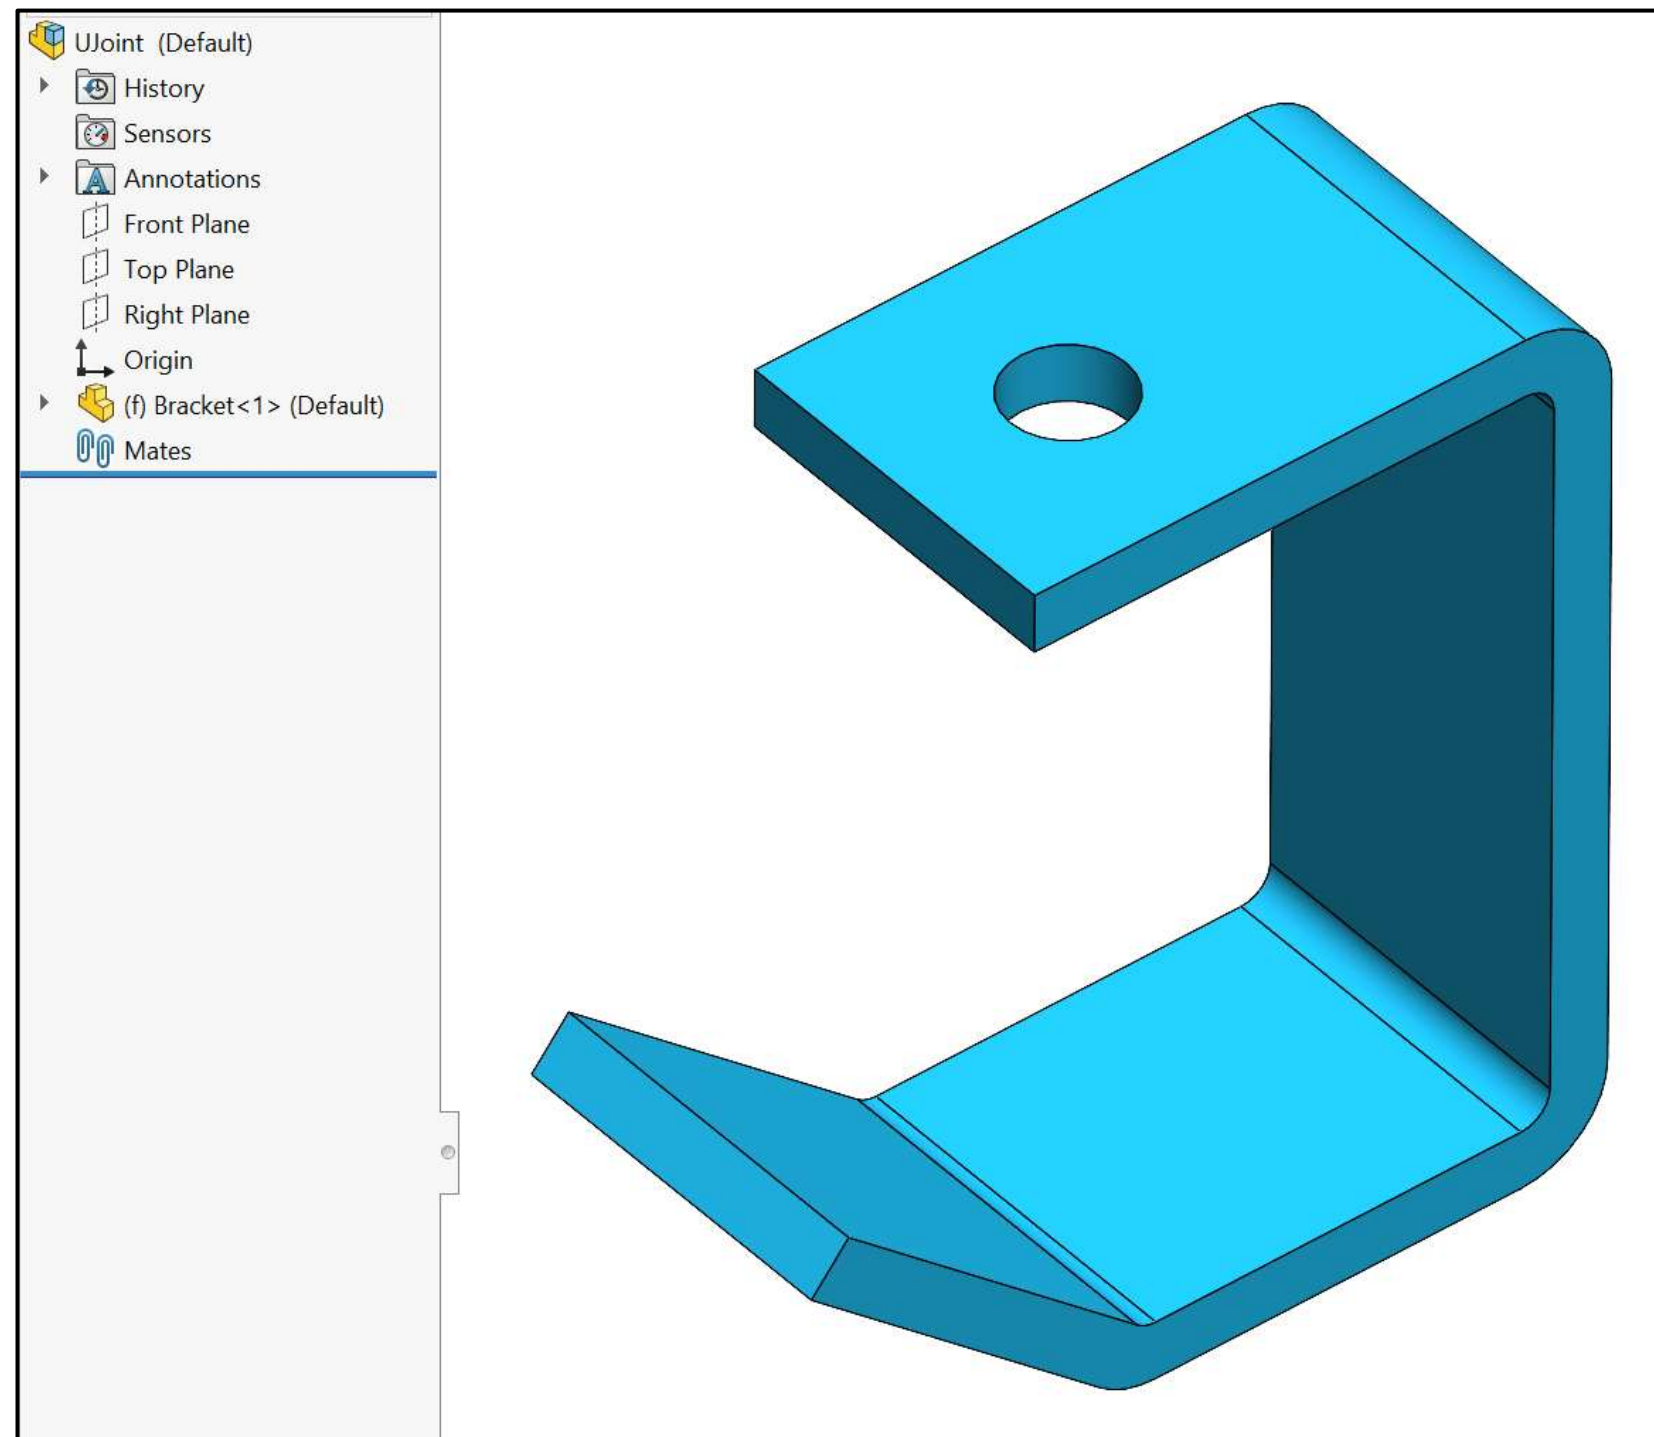 UJoint (Default)
History
Sensors
Annotations
Front Plane
Top Plane
Right Plane
Origin
(f) Bracket<1> (Default)
Mates